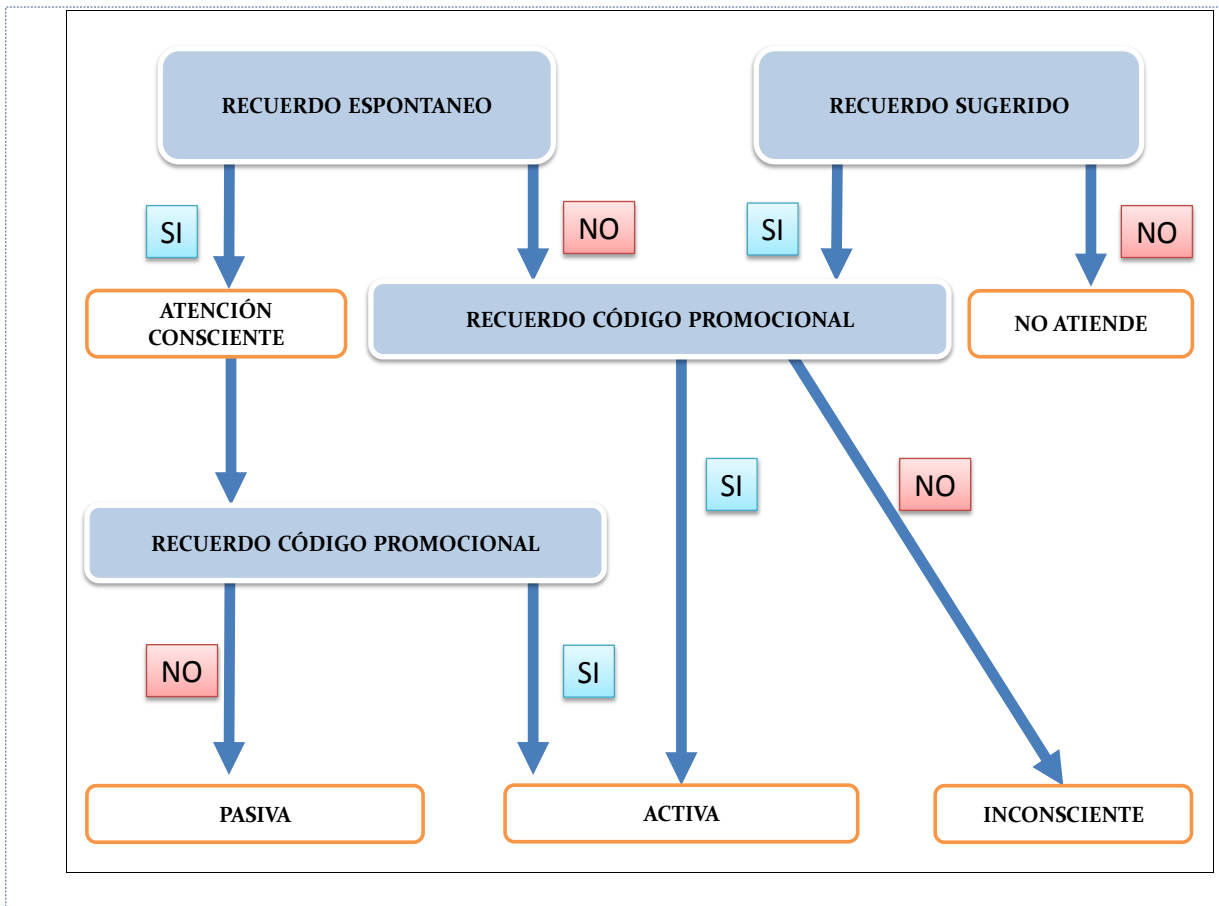 RECUERDO ESPONTANEO
RECUERDO SUGERIDO
SI
NO
SI
NO
ATENCIÓN
CONSCIENTE
RECUERDO CÓDIGO PROMOCIONAL
NO ATIENDE
SI
NO
RECUERDO CÓDIGO PROMOCIONAL
NO
SI
PASIVA
ACTIVA
INCONSCIENTE